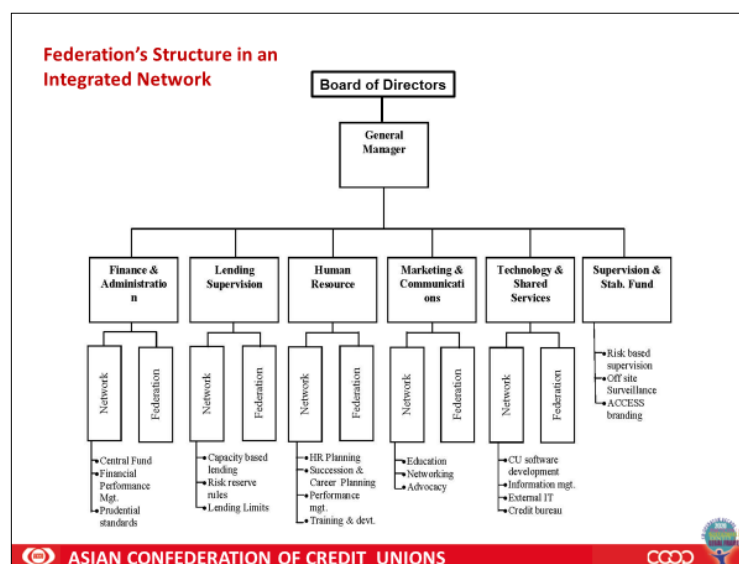 Federation's Structure in an
Integrated Network
Board of Directors
General
Manager
Finance &
Administratio
n
Lending
Supervision
Human
Resource
Marketing &
Communicati
ons
Technology &
Shared
Services
Supervision &
Stab. Fund
Network
Federation
Network
Federation
Network
Federation
Network
Federation
Network
Federation
•Central Fund
•Financial
Performance
Mgt.
•Prudential
standards
•Capacity based
lending
•Risk reserve
rules
•Lending Limits
•HR Planning
•Succession &
Career Planning
•Performance
mgt.
•Training & devt.
•Education
•Networking
•Advocacy
•CU software
development
•Information mgt.
•External IT
•Credit bureau
•Risk based
supervision
•Off site
Surveillance
•ACCESS
branding
ASIAN CONFEDERATION OF CREDIT UNIONS
coop